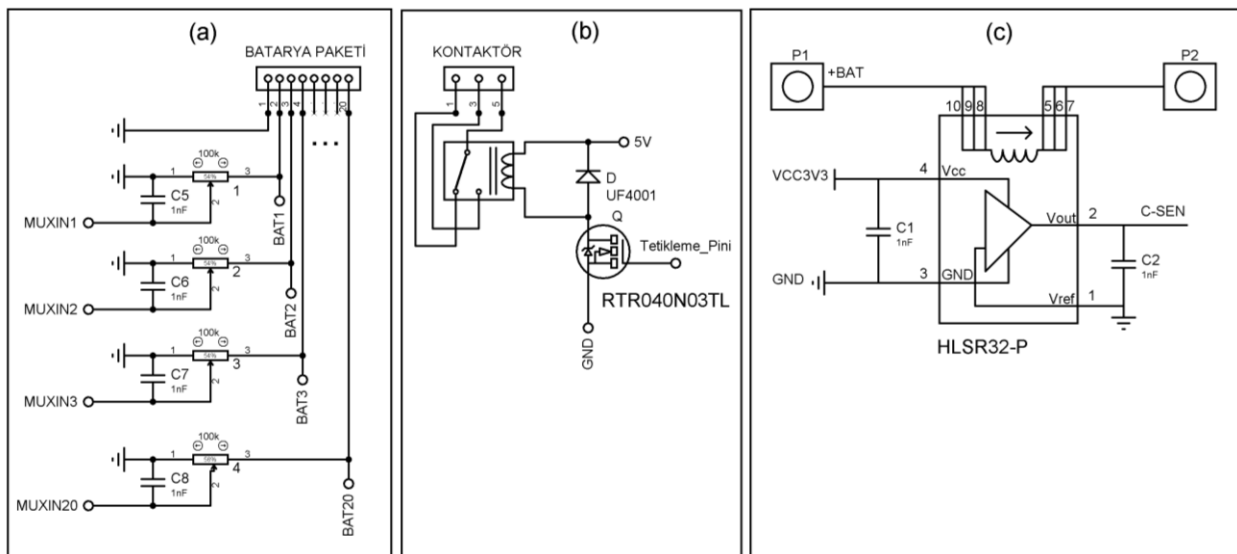 (a)
BATARYA PAKETİ
1
2
3
4
20
100k
1
50%
3
C5
1nF
2
1
MUXIN1
BAT1
100k
1
50%
3
C6
1nF
2
2
MUXIN2
BAT2
100k
1
50%
3
C7
1nF
2
3
MUXIN3
BAT3
100k
1
50%
3
C8
1nF
2
4
MUXIN20
BAT20
(b)
KONTAKTÖR
1
3
5
5V
D
UF4001
Q
Tetikleme_Pini
RTR040N03TL
GND
(c)
P1
P2
+BAT
10 9 8
5 6 7
VCC3V3
4
Vcc
C1
1nF
Vout
2
C-SEN
C2
1nF
GND
3
GND
Vref
1
HLSR32-P